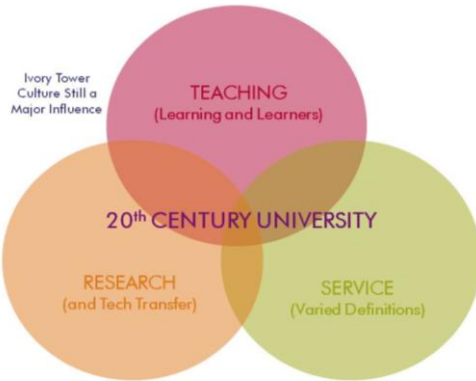 Ivory Tower
Culture Still a
Major Influence
TEACHING
(Learning and Learners)
20th CENTURY UNIVERSITY
RESEARCH
(and Tech Transfer)
SERVICE
(Varied Definitions)